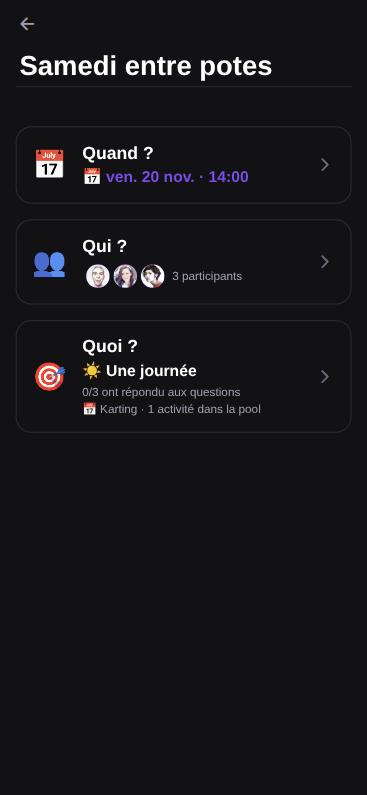 Samedi entre potes
Quand ?
📅 ven. 20 nov. · 14:00
Qui ?
3 participants
Quoi ?
☀️ Une journée
0/3 ont répondu aux questions
📅 Karting · 1 activité dans la pool